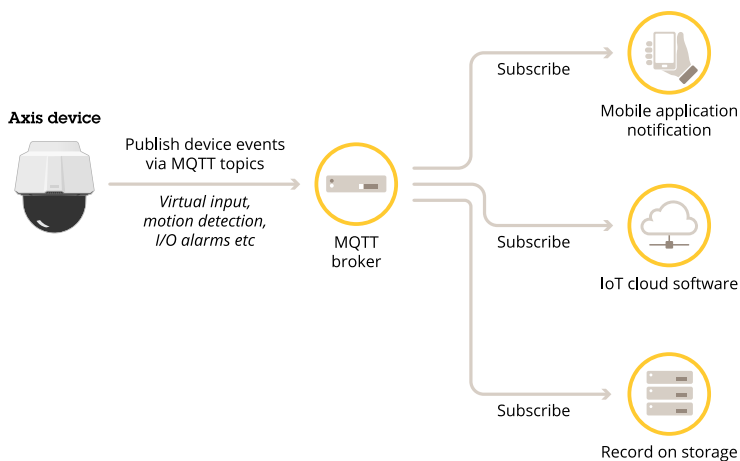 Axis device
Publish device events
via MQTT topics
Virtual input,
motion detection,
I/O alarms etc
MQTT
broker
Subscribe
Mobile application
notification
Subscribe
IoT cloud software
Subscribe
Record on storage